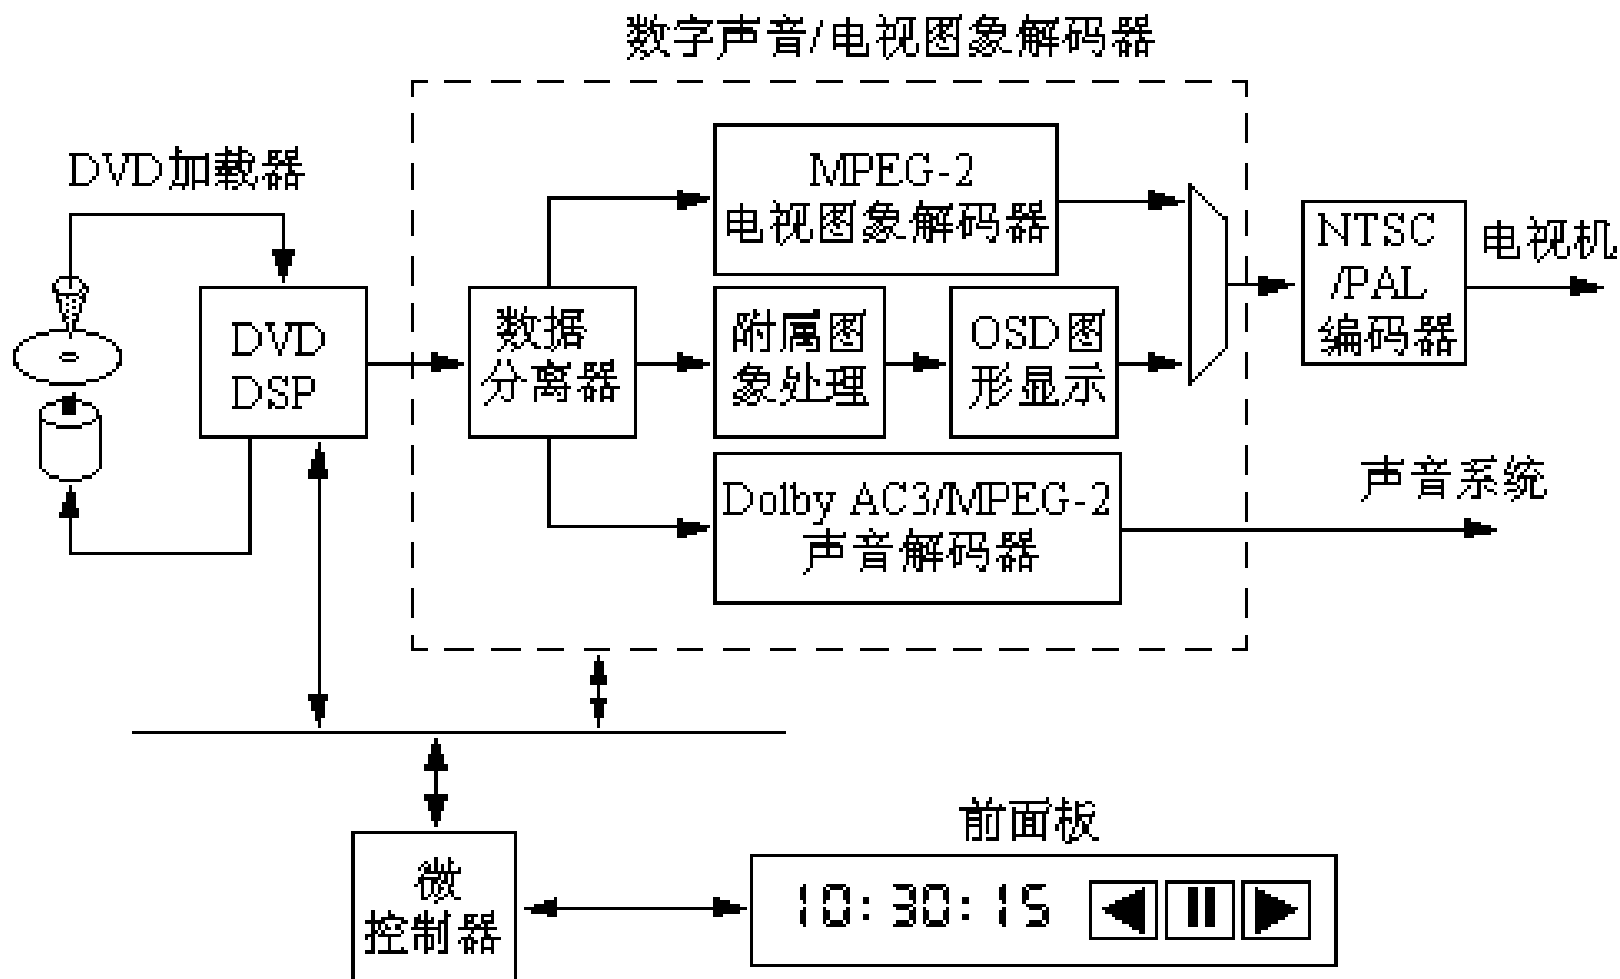 数字声音/电视图象解码器
DVD加载器
MPEG-2
电视图象解码器
NTSC
/PAL
编码器
电视机
DVD
DSP
数据
分离器
附属图
象处理
OSD图
形显示
Dolby AC3/MPEG-2
声音解码器
声音系统
前面板
微
控制器
10:30:15